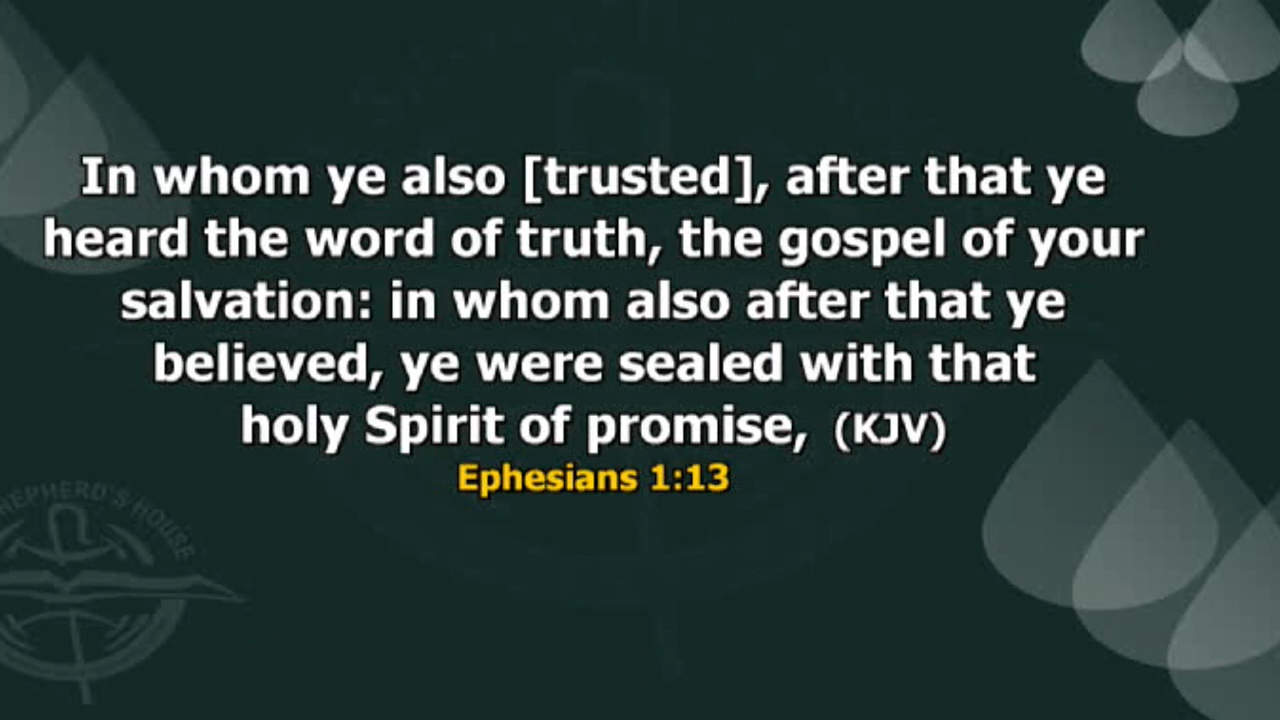 In whom ye also [trusted], after that ye
heard the word of truth, the gospel of your
salvation: in whom also after that ye
believed, ye were sealed with that
holy Spirit of promise, (KJV)
Ephesians 1:13
SHEPHERD'S HOUSE